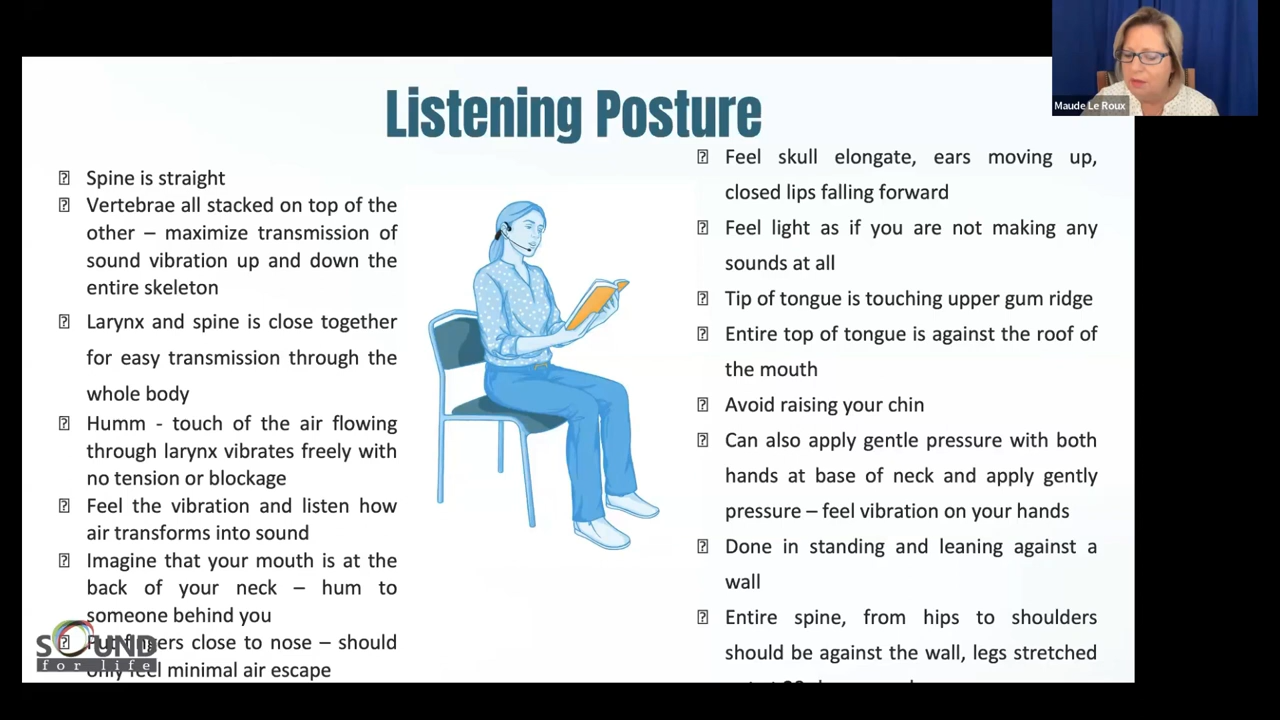 Listening Posture
Spine is straight
Vertebrae all stacked on top of the
other – maximize transmission of
sound vibration up and down the
entire skeleton
Larynx and spine is close together
for easy transmission through the
whole body
Humm - touch of the air flowing
through larynx vibrates freely with
no tension or blockage
Feel the vibration and listen how
air transforms into sound
Imagine that your mouth is at the
back of your neck – hum to
someone behind you
Put fingers close to nose – should
only feel minimal air escape
SOUND
for life
Feel skull elongate, ears moving up,
closed lips falling forward
Feel light as if you are not making any
sounds at all
Tip of tongue is touching upper gum ridge
Entire top of tongue is against the roof of
the mouth
Avoid raising your chin
Can also apply gentle pressure with both
hands at base of neck and apply gently
pressure – feel vibration on your hands
Done in standing and leaning against a
wall
Entire spine, from hips to shoulders
should be against the wall, legs stretched
Maude Le Roux